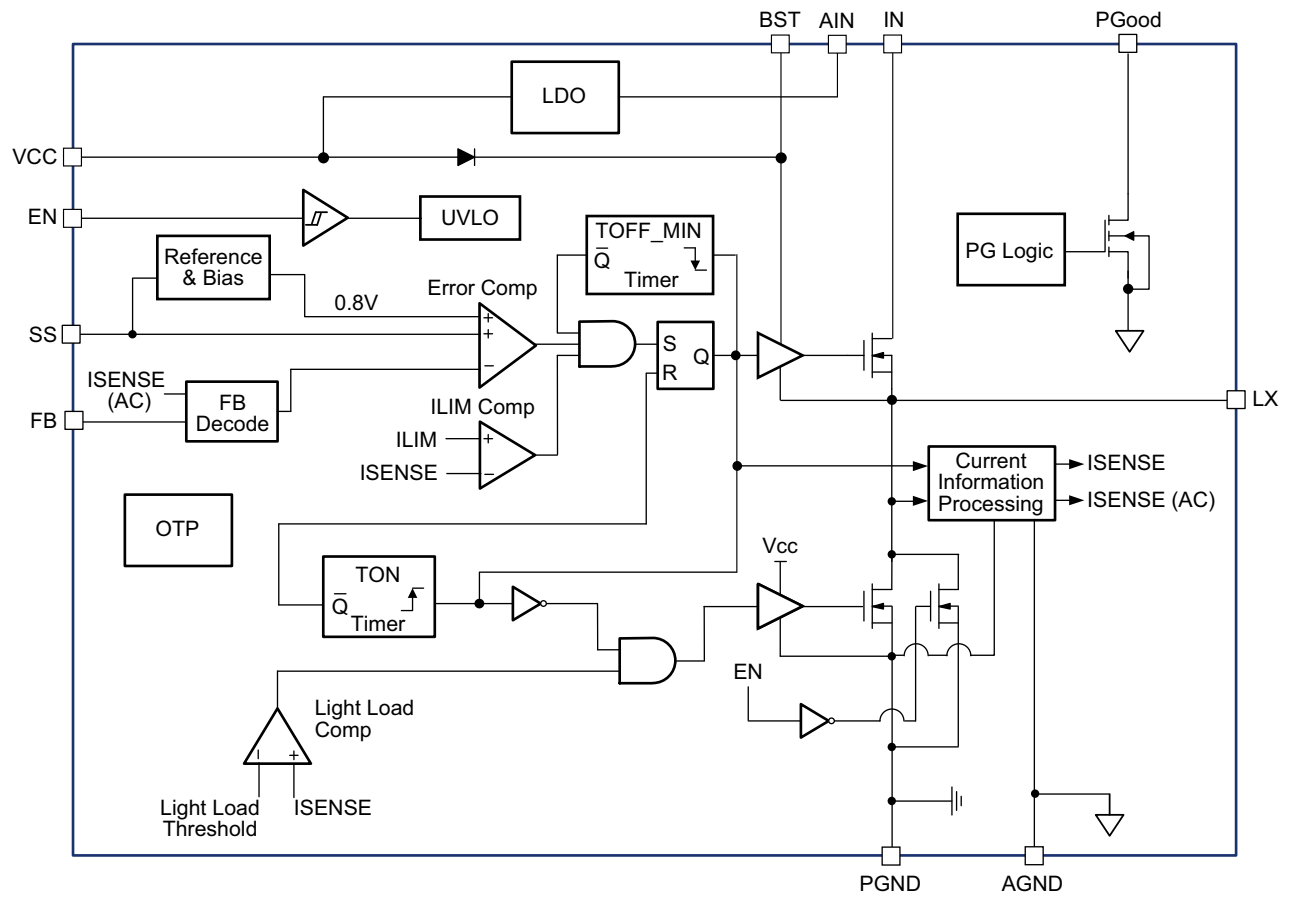 BST
AIN
IN
PGood
LDO
VCC
EN
UVLO
TOFF_MIN
Q
Timer
PG Logic
Reference
& Bias
Error Comp
0.8V
+
+
−
SS
S
R
Q
ISENSE
(AC)
FB
Decode
FB
ILIM Comp
ILIM
+
ISENSE
−
LX
Current
Information
Processing
ISENSE
ISENSE (AC)
OTP
Vcc
TON
Q
Timer
EN
Light Load
Comp
−
+
Light Load
Threshold
ISENSE
PGND
AGND